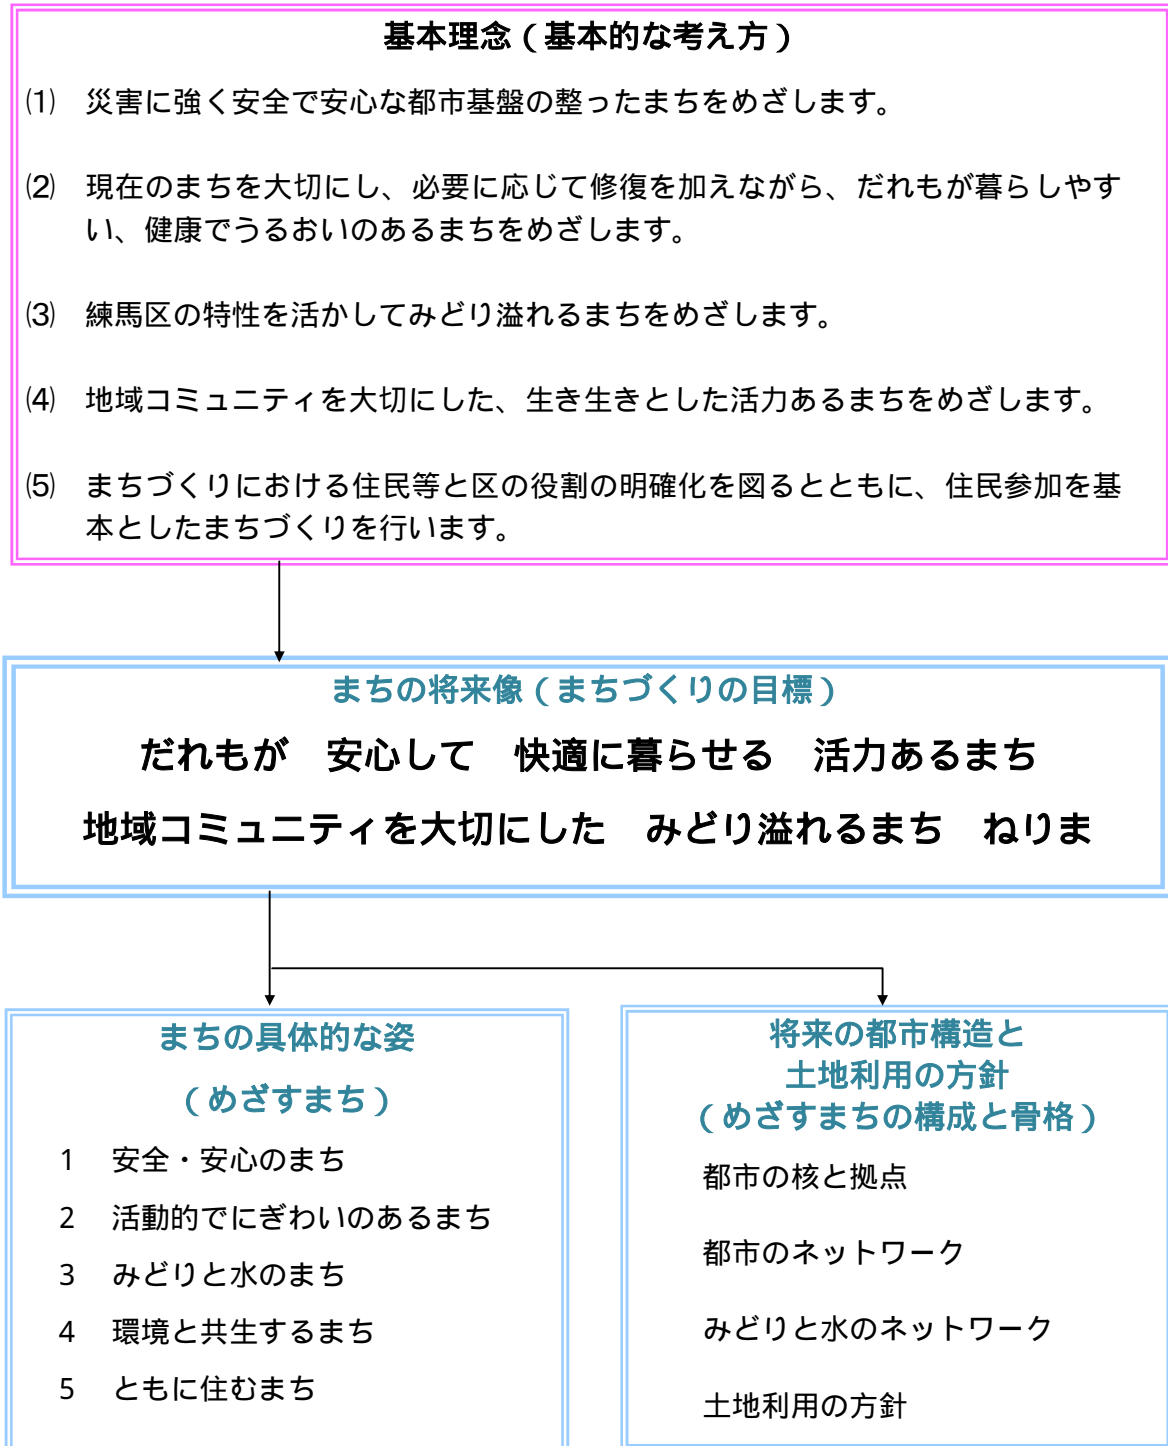 基本理念（基本的な考え方）
⑴　災害に強く安全で安心な都市基盤の整ったまちをめざします。
⑵　現在のまちを大切にし、必要に応じて修復を加えながら、だれもが暮らしやす
い、健康でうるおいのあるまちをめざします。
⑶　練馬区の特性を活かしてみどり溢れるまちをめざします。
⑷　地域コミュニティを大切にした、生き生きとした活力あるまちをめざします。
⑸　まちづくりにおける住民等と区の役割の明確化を図るとともに、住民参加を基
本としたまちづくりを行います。
まちの将来像（まちづくりの目標）
だれもが　安心して　快適に暮らせる　活力あるまち
地域コミュニティを大切にした　みどり溢れるまち　ねりま
まちの具体的な姿
（めざすまち）
1　安全・安心のまち
2　活動的でにぎわいのあるまち
3　みどりと水のまち
4　環境と共生するまち
5　ともに住むまち
将来の都市構造と
土地利用の方針
（めざすまちの構成と骨格）
都市の核と拠点
都市のネットワーク
みどりと水のネットワーク
土地利用の方針